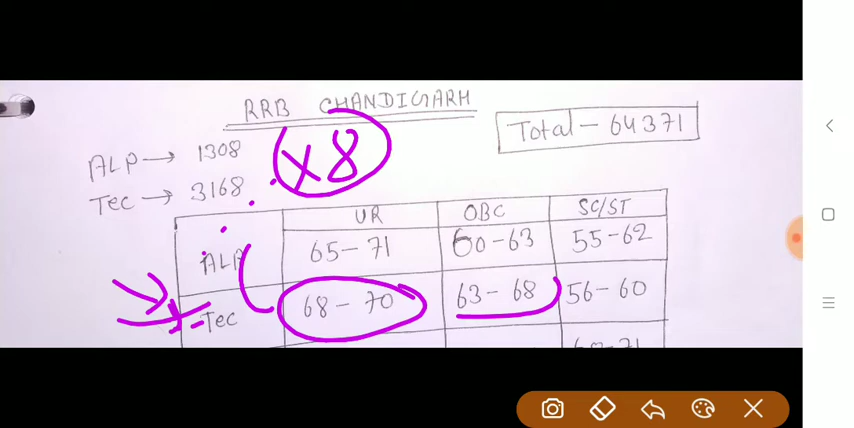 RRB CHANDIGARH
Total - 64371
ALP → 1308
Tec → 3168
×8
UR OBC SC/ST
ALP 65-71 60-63 55-62
Tec 68-70 63-68 56-60